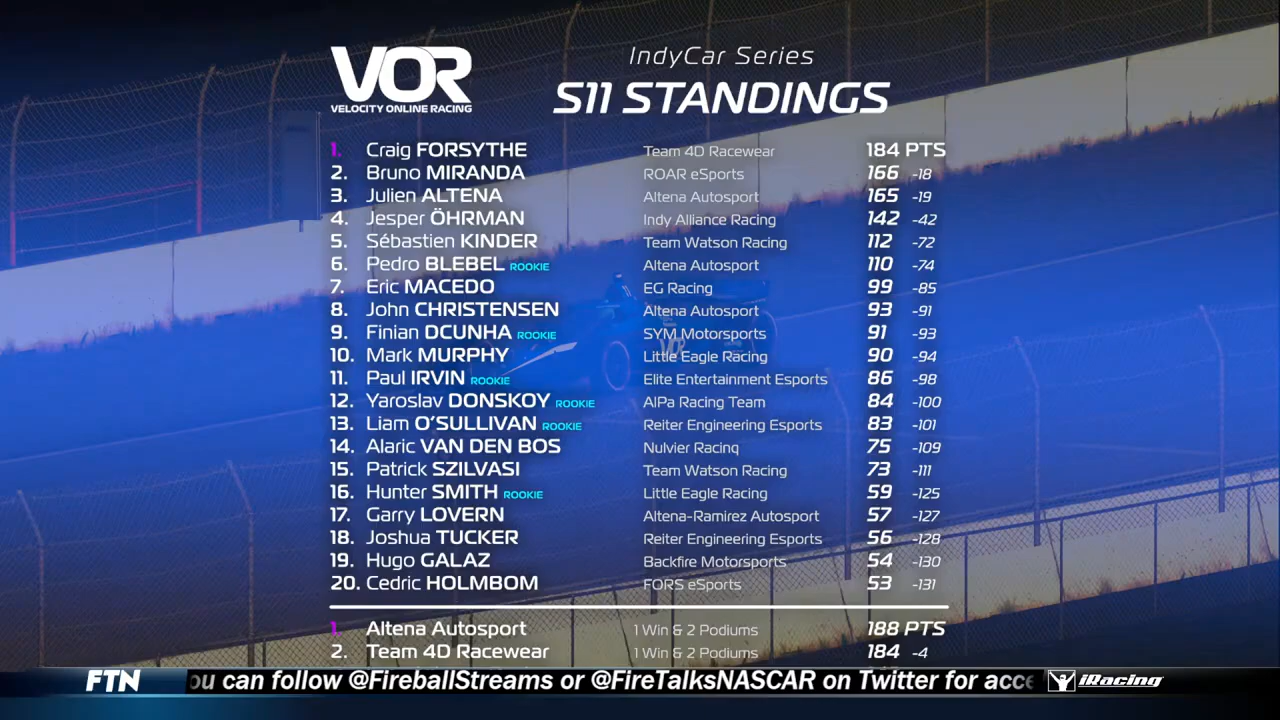 VOR
VELOCITY ONLINE RACING
IndyCar Series
S11 STANDINGS
1. Craig FORSYTHE Team 4D Racewear 184 PTS
2. Bruno MIRANDA ROAR eSports 166 -18
3. Julien ALTENA Altena Autosport 165 -19
4. Jesper ÖHRMAN Indy Alliance Racing 142 -42
5. Sébastien KINDER Team Watson Racing 112 -72
6. Pedro BLEBEL ROOKIE Altena Autosport 110 -74
7. Eric MACEDO EG Racing 99 -85
8. John CHRISTENSEN Altena Autosport 93 -91
9. Finian DCUNHA ROOKIE SYM Motorsports 91 -93
10. Mark MURPHY Little Eagle Racing 90 -94
11. Paul IRVIN ROOKIE Elite Entertainment Esports 86 -98
12. Yaroslav DONSKOY ROOKIE AIPa Racing Team 84 -100
13. Liam O'SULLIVAN ROOKIE Reiter Engineering Esports 83 -101
14. Alaric VAN DEN BOS Nulvier Racing 75 -109
15. Patrick SZILVASI Team Watson Racing 73 -111
16. Hunter SMITH ROOKIE Little Eagle Racing 59 -125
17. Garry LOVERN Altena-Ramirez Autosport 57 -127
18. Joshua TUCKER Reiter Engineering Esports 56 -128
19. Hugo GALAZ Backfire Motorsports 54 -130
20. Cedric HOLMBOM FORS eSports 53 -131
1. Altena Autosport 1 Win & 2 Podiums 188 PTS
2. Team 4D Racewear 1 Win & 2 Podiums 184 -4
FTN ou can follow @FireballStreams or @FireTalksNASCAR on Twitter for acce iRacing